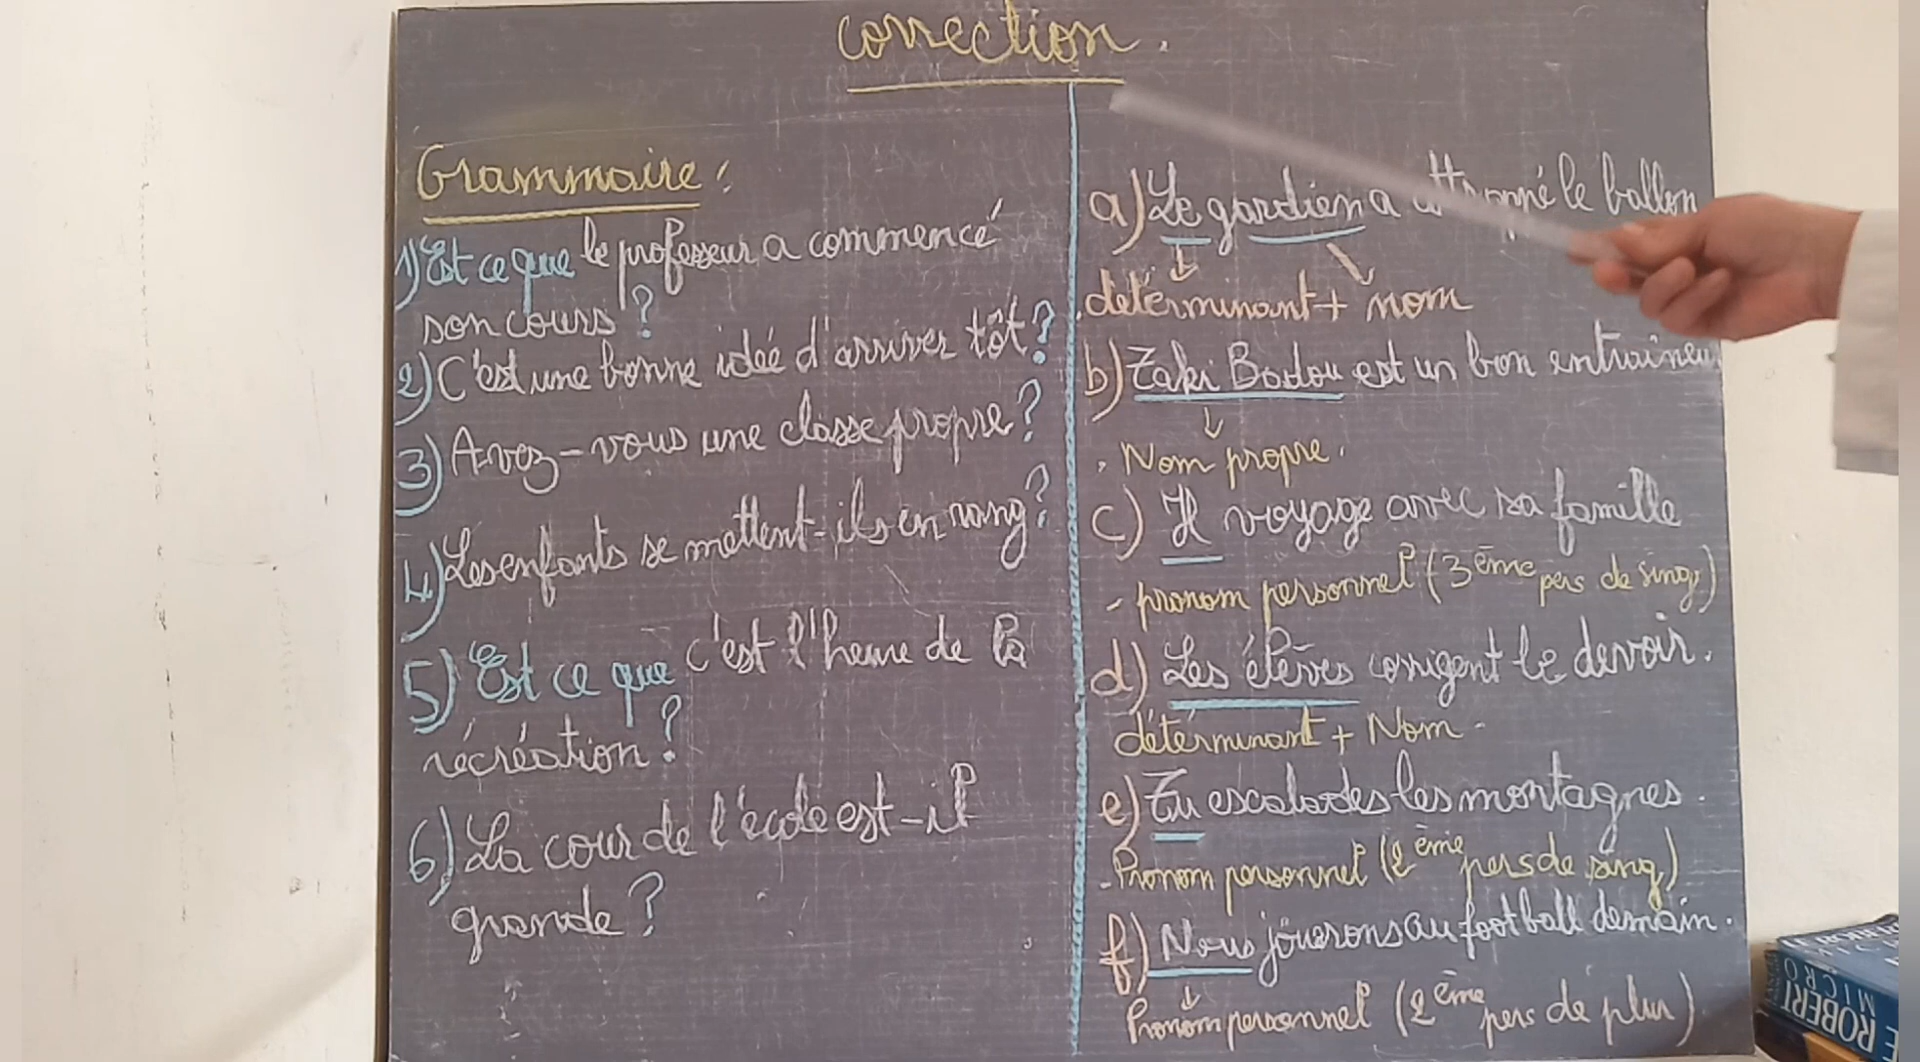 correction.
Grammaire:
1) Est ce que le professeur a commencé
son cours ?
2) C'est une bonne idée d'arriver tôt ?
3) Avez-vous une classe propre ?
4) Les enfants se mettent-ils en rang ?
5) Est ce que c'est l'heure de la
récréation ?
6) La cour de l'école est-il
grande ?
a) Le gardien a attrappé le ballon
déterminant + nom
b) Zaki Badou est un bon entraineu
. Nom propre.
c) Il voyage avec sa famille
- pronom personnel (3ème pers de sing)
d) Les élèves corrigent le devoir.
détérminant + Nom -
e) Tu escalades les montagnes.
- Pronom personnel (2ème pers de sing)
f) Nous jouerons au football demain.
Pronom personnel (2ème pers de plur)
ROBERT
MICRO